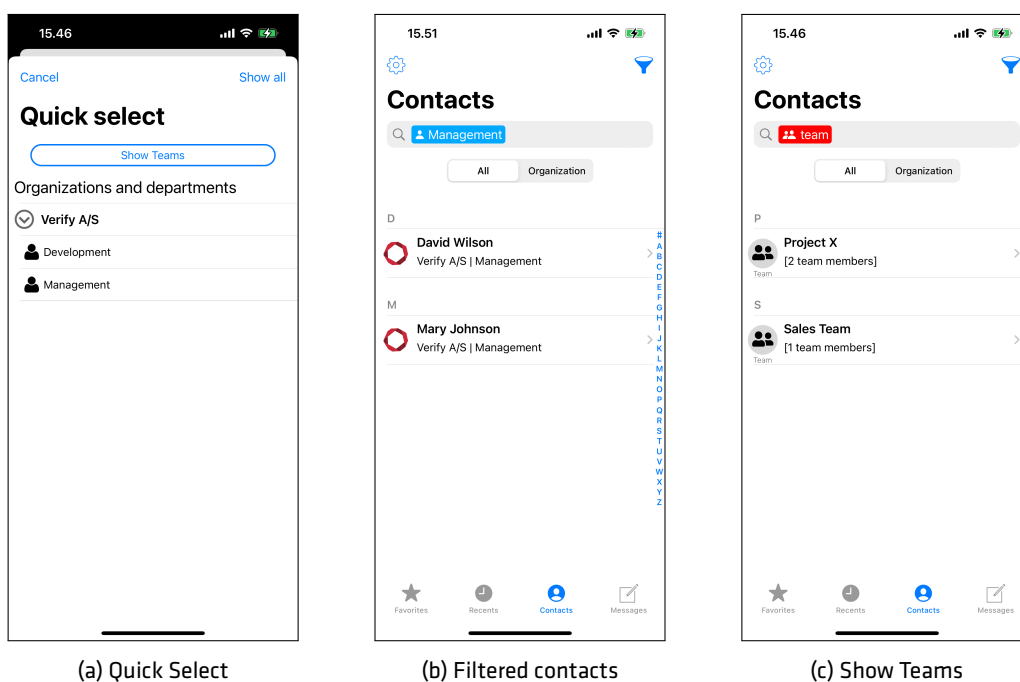 15.46
Cancel Show all
Quick select
Show Teams
Organizations and departments
Verify A/S
Development
Management
(a) Quick Select
15.51
Contacts
Management
All Organization
D
David Wilson
Verify A/S | Management
M
Mary Johnson
Verify A/S | Management
#
A
B
C
D
E
F
G
H
I
J
K
L
M
N
O
P
Q
R
S
T
U
V
W
X
Y
Z
Favorites Recents Contacts Messages
(b) Filtered contacts
15.46
Contacts
team
All Organization
P
Project X
[2 team members]
Team
S
Sales Team
[1 team members]
Team
Favorites Recents Contacts Messages
(c) Show Teams